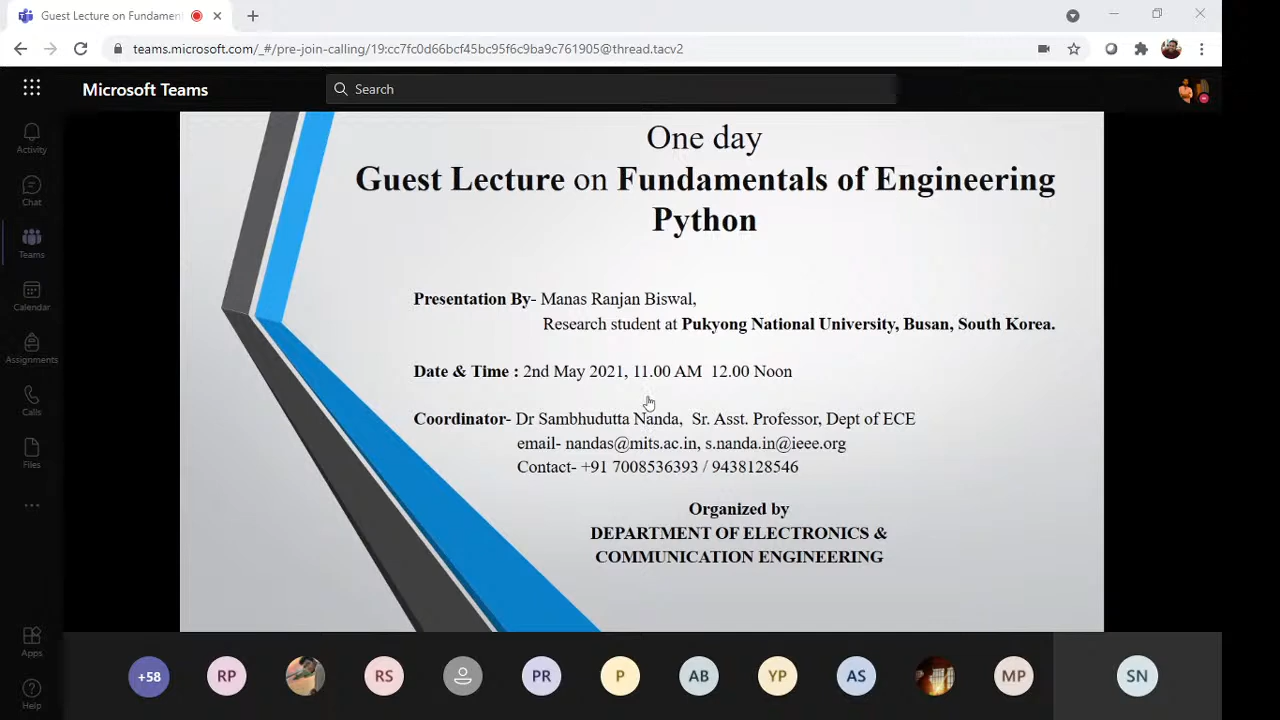 Guest Lecture on Fundamen
teams.microsoft.com/_#/pre-join-calling/19:cc7fc0d66bcf45bc95f6c9ba9c761905@thread.tacv2
Microsoft Teams
Search
Activity
Chat
Teams
Calendar
Assignments
Calls
Files
Apps
Help
One day
Guest Lecture on Fundamentals of Engineering
Python
Presentation By- Manas Ranjan Biswal,
Research student at Pukyong National University, Busan, South Korea.
Date & Time : 2nd May 2021, 11.00 AM 12.00 Noon
Coordinator- Dr Sambhudutta Nanda, Sr. Asst. Professor, Dept of ECE
email- nandas@mits.ac.in, s.nanda.in@ieee.org
Contact- +91 7008536393 / 9438128546
Organized by
DEPARTMENT OF ELECTRONICS &
COMMUNICATION ENGINEERING
+58 RP RS PR P AB YP AS MP SN